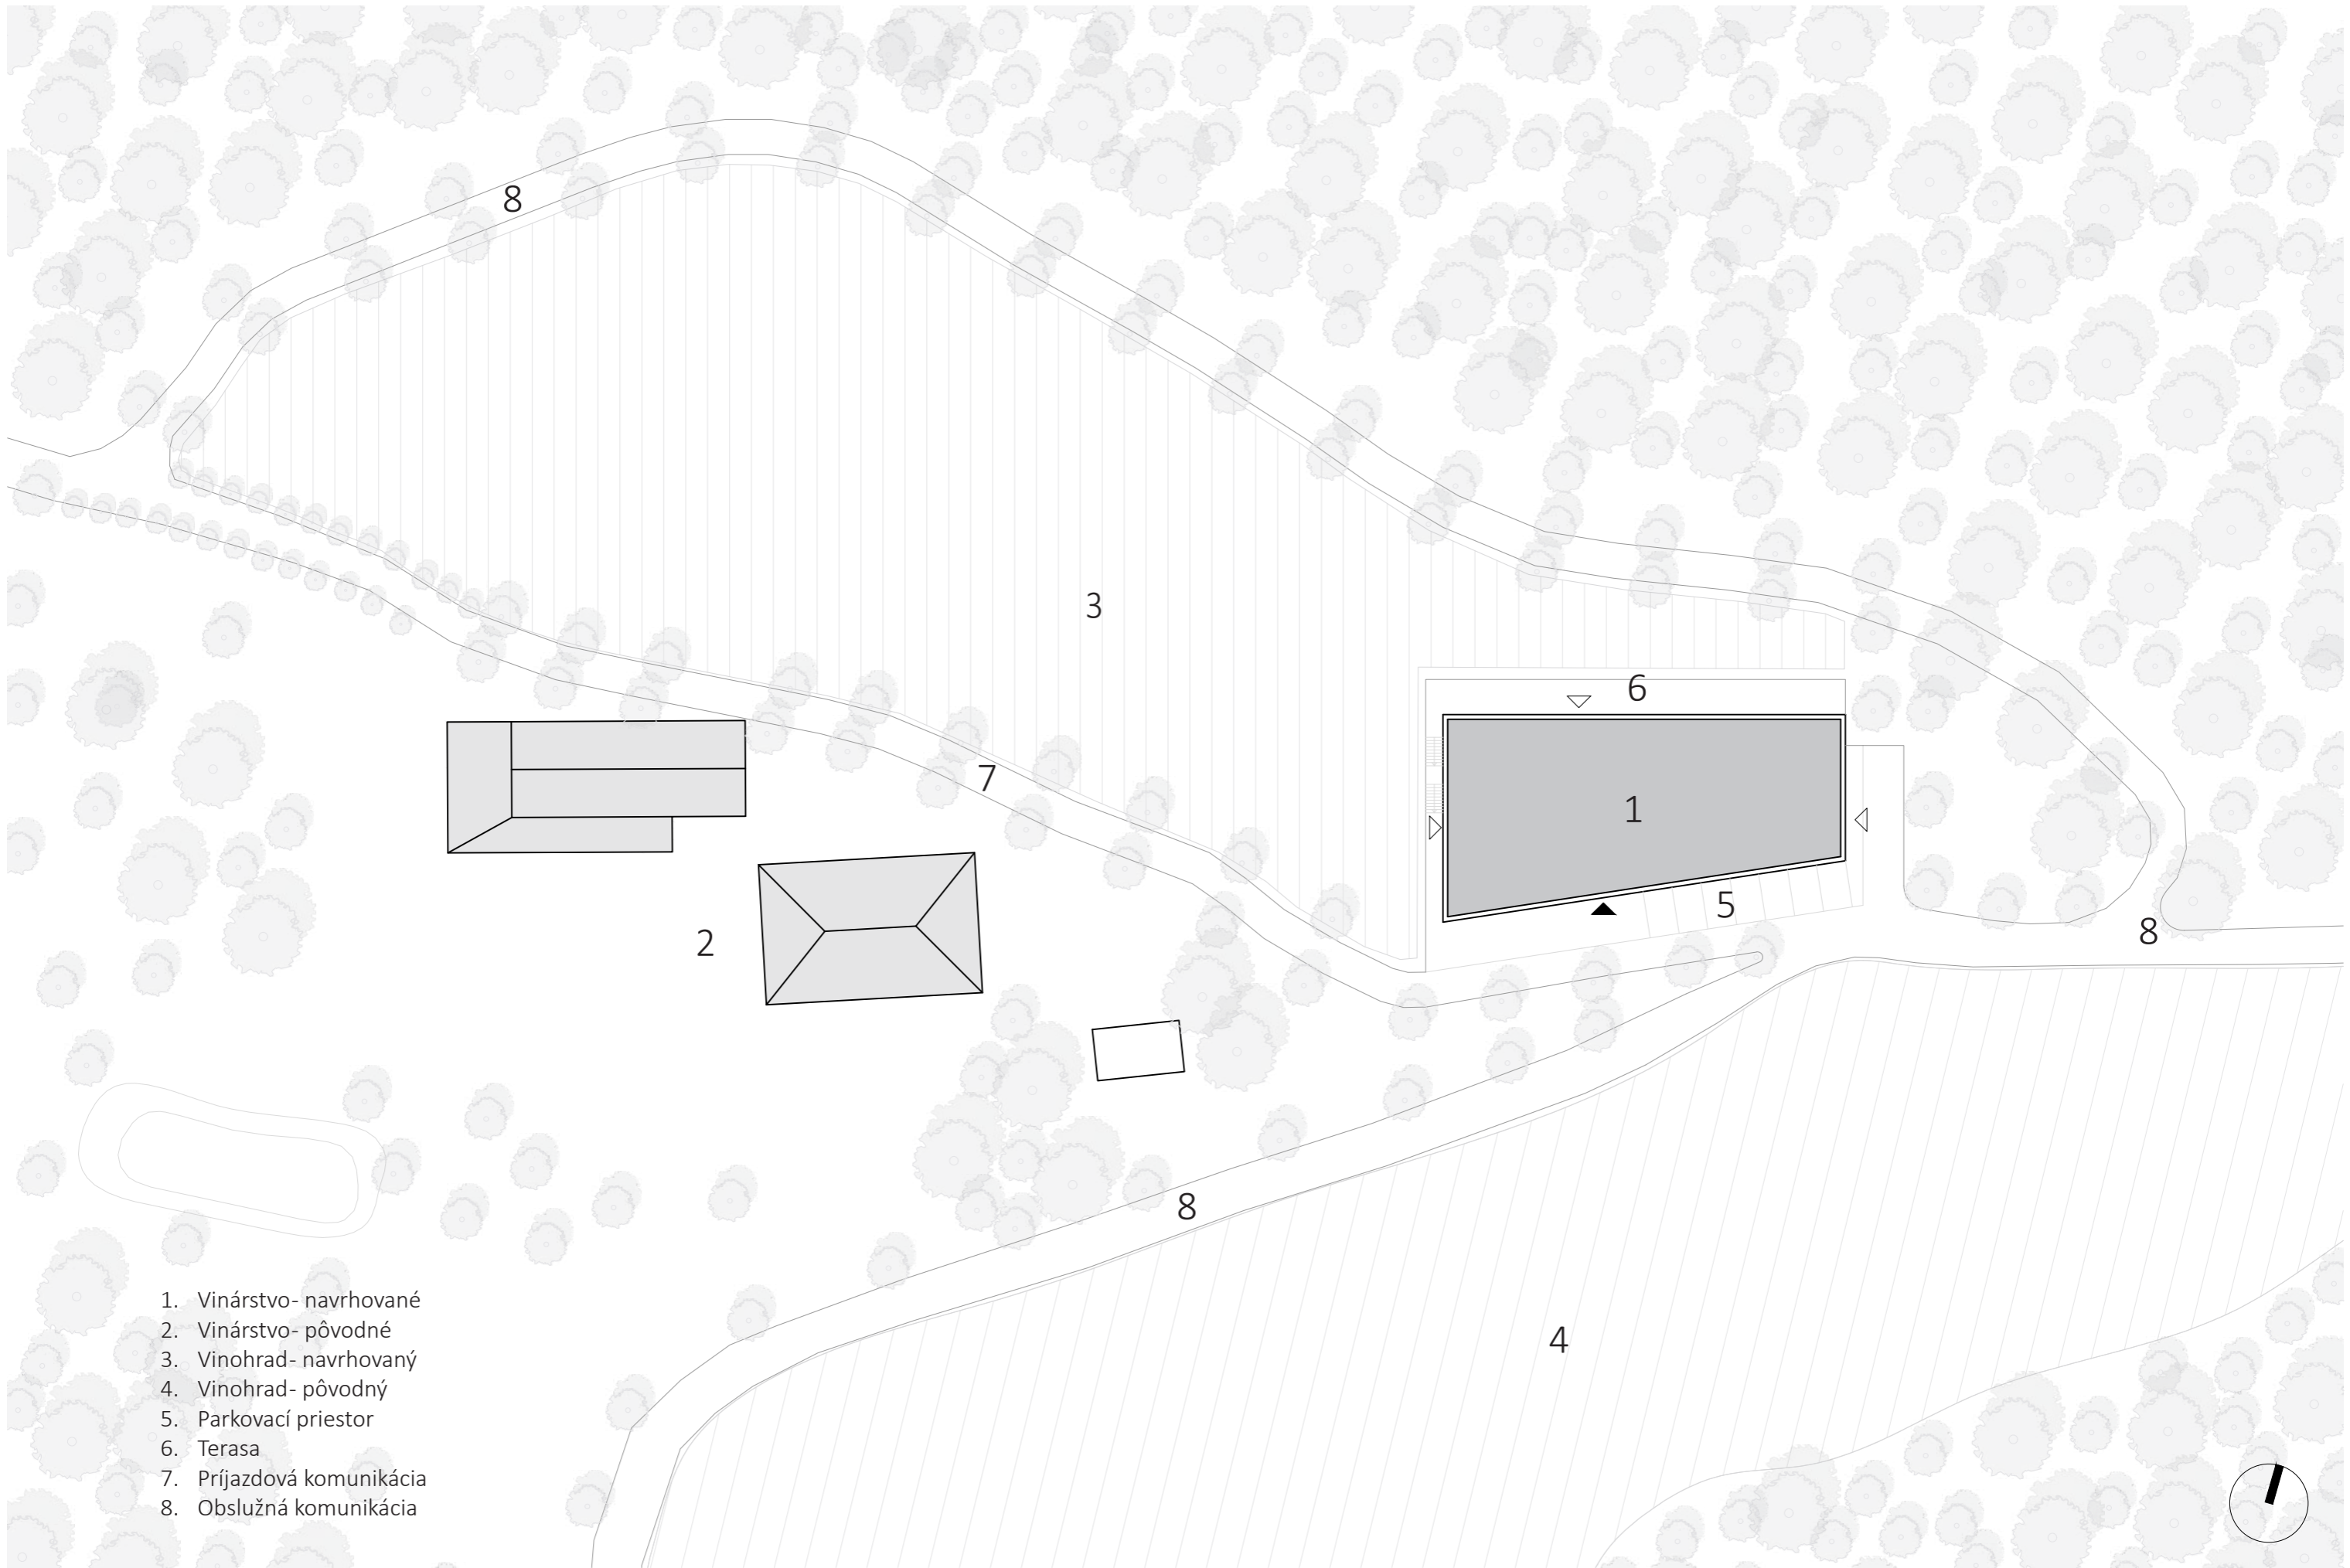 8
3
6
7
1
5
2
8
8
4
1. Vinárstvo- navrhované
2. Vinárstvo- pôvodné
3. Vinohrad- navrhovaný
4. Vinohrad- pôvodný
5. Parkovací priestor
6. Terasa
7. Príjazdová komunikácia
8. Obslužná komunikácia